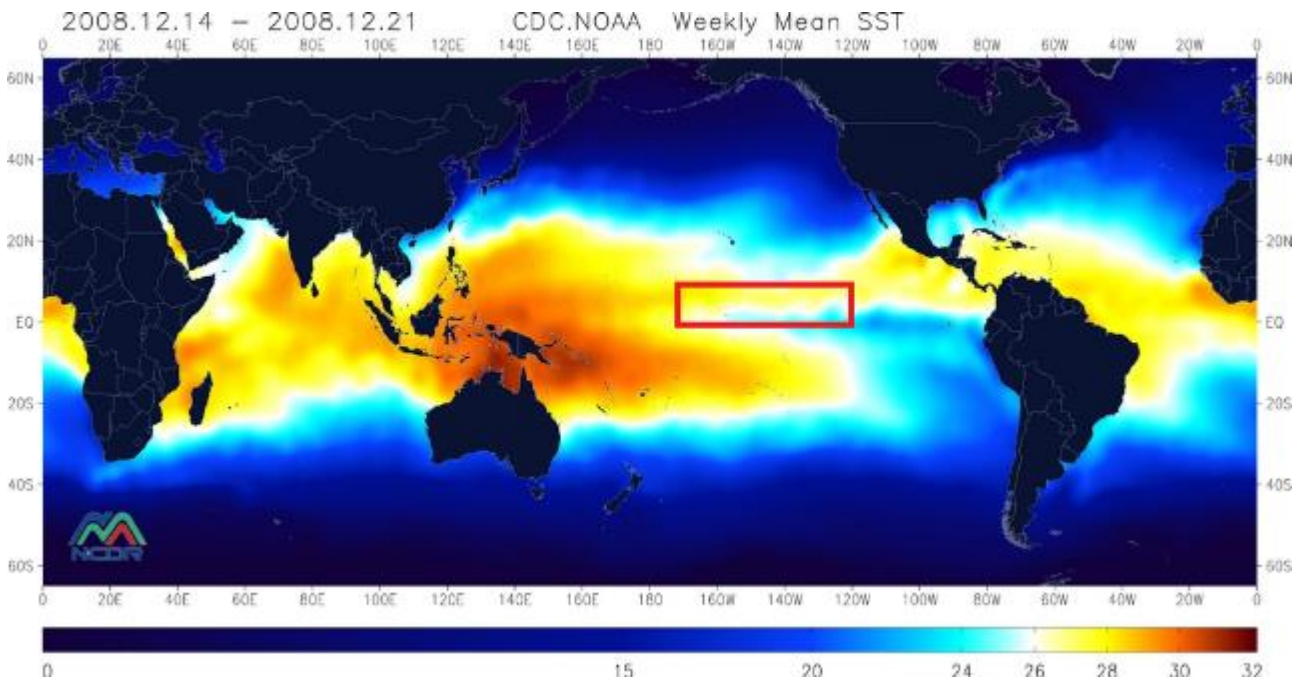 2008.12.14 – 2008.12.21 CDC.NOAA Weekly Mean SST
0 20E 40E 60E 80E 100E 120E 140E 160E 180 160W 140W 120W 100W 80W 60W 40W 20W 0
60N 60N
40N 40N
20N 20N
EQ EQ
20S 20S
40S 40S
NCDR
60S 60S
0 20E 40E 60E 80E 100E 120E 140E 160E 180 160W 140W 120W 100W 80W 60W 40W 20W 0
0 15 20 24 26 28 30 32